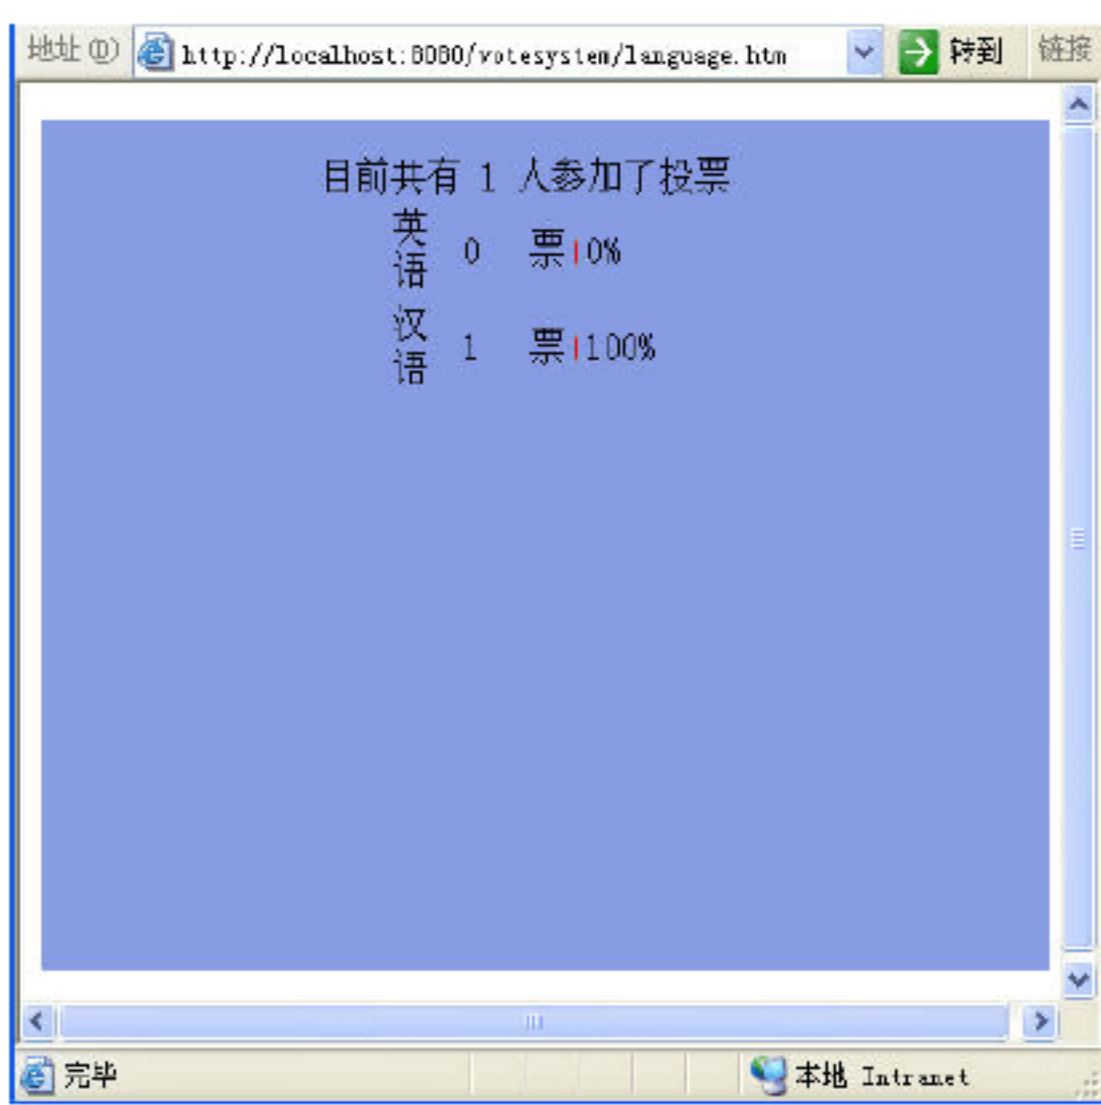 地址(D) http://localhost:8080/votesystem/language.htm 转到 链接
目前共有 1 人参加了投票
英语 0 票 0%
汉语 1 票 100%
完毕 本地 Intranet